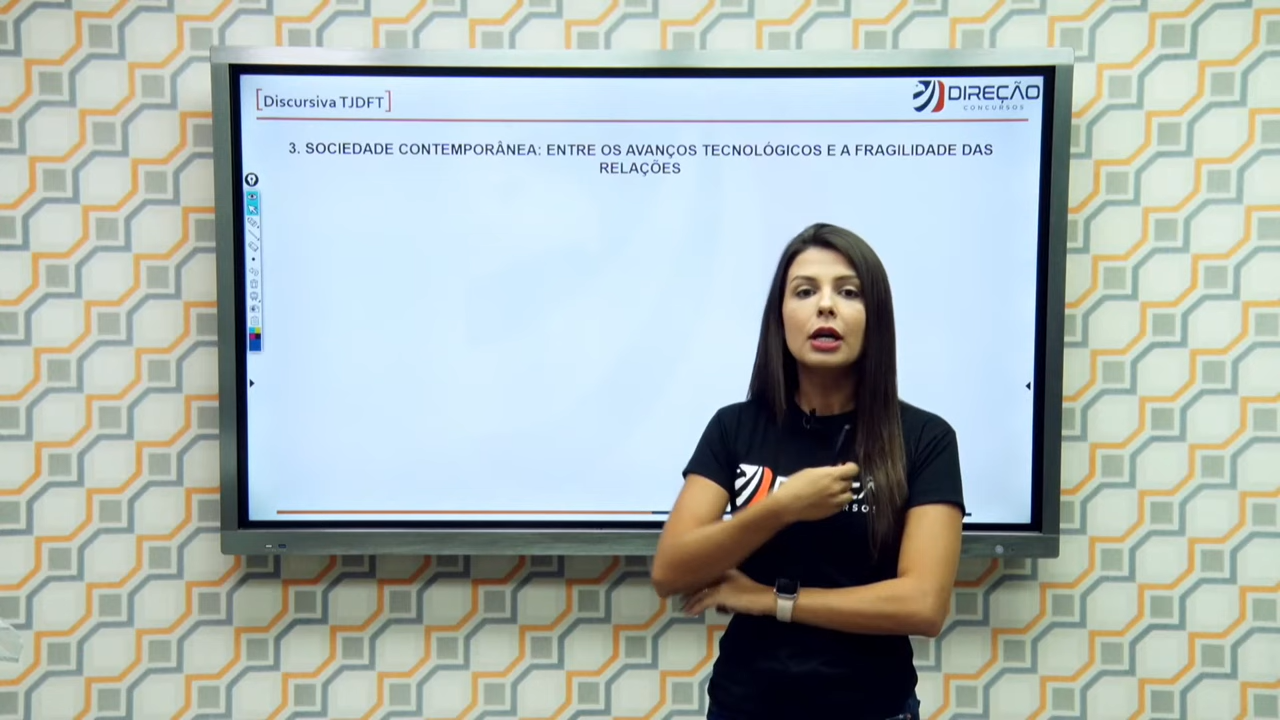 [Discursiva TJDFT]
DIREÇÃO
CONCURSOS
3. SOCIEDADE CONTEMPORÂNEA: ENTRE OS AVANÇOS TECNOLÓGICOS E A FRAGILIDADE DAS
RELAÇÕES